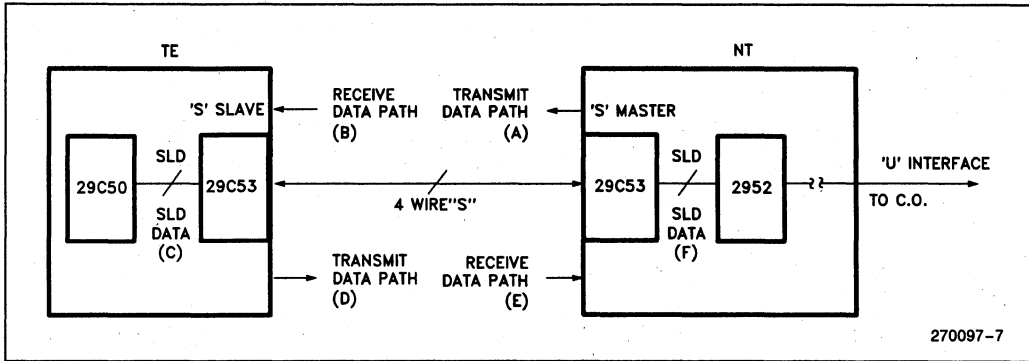 TE
NT
'S' SLAVE
RECEIVE
DATA PATH
(B)
TRANSMIT
DATA PATH
(A)
'S' MASTER
29C50
SLD
SLD
DATA
(C)
29C53
4 WIRE"S"
29C53
SLD
SLD
DATA
(F)
2952
'U' INTERFACE
TO C.O.
TRANSMIT
DATA PATH
(D)
RECEIVE
DATA PATH
(E)
270097-7